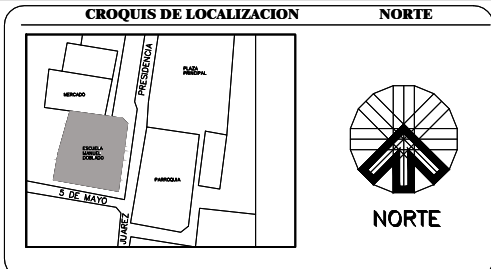 CROQUIS DE LOCALIZACION
NORTE
PRESIDENCIA
PLAZA
PRINCIPAL
MERCADO
ESCUELA
MANUEL
DOBLADO
PARROQUIA
5 DE MAYO
JUAREZ
NORTE